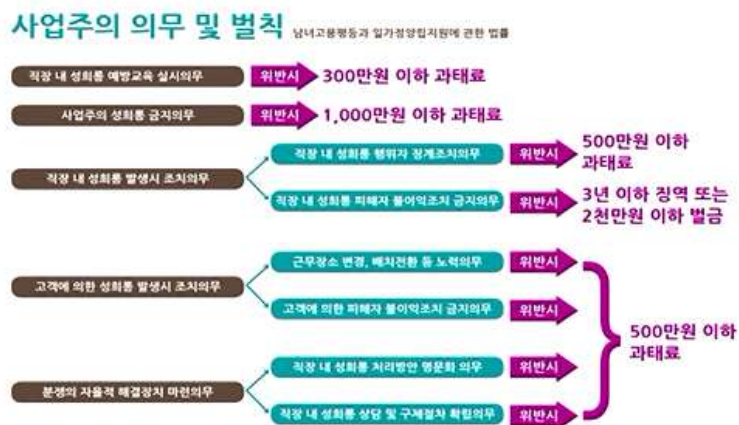 사업주의 의무 및 벌칙 남녀고용평등과 일가정양립지원에 관한 법률
직장 내 성희롱 예방교육 실시의무 위반시 300만원 이하 과태료
사업주의 성희롱 금지의무 위반시 1,000만원 이하 과태료
직장 내 성희롱 발생시 조치의무
직장 내 성희롱 행위자 징계조치의무 위반시
500만원 이하
과태료
직장 내 성희롱 피해자 불이익조치 금지의무 위반시
3년 이하 징역 또는
2천만원 이하 벌금
고객에 의한 성희롱 발생시 조치의무
근무장소 변경, 배치전환 등 노력의무 위반시
고객에 의한 피해자 불이익조치 금지의무 위반시
분쟁의 자율적 해결장치 마련의무
직장 내 성희롱 처리방안 명문화 의무 위반시
직장 내 성희롱 상담 및 구제절차 확립의무 위반시
500만원 이하
과태료